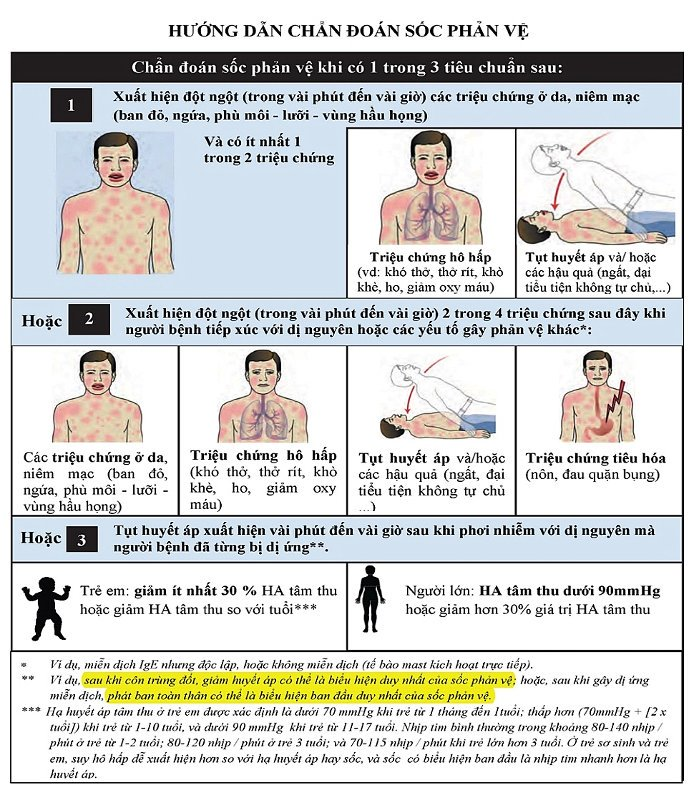 HƯỚNG DẪN CHẨN ĐOÁN SỐC PHẢN VỆ
Chẩn đoán sốc phản vệ khi có 1 trong 3 tiêu chuẩn sau:
1
Xuất hiện đột ngột (trong vài phút đến vài giờ) các triệu chứng ở da, niêm mạc
(ban đỏ, ngứa, phù môi - lưỡi - vùng hầu họng)
Và có ít nhất 1
trong 2 triệu chứng
Triệu chứng hô hấp
(vd: khó thở, thở rít, khò
khè, ho, giảm oxy máu)
Tụt huyết áp và/ hoặc
các hậu quả (ngất, đại
tiểu tiện không tự chủ,...)
Hoặc
2
Xuất hiện đột ngột (trong vài phút đến vài giờ) 2 trong 4 triệu chứng sau đây khi
người bệnh tiếp xúc với dị nguyên hoặc các yếu tố gây phản vệ khác*:
Các triệu chứng ở da,
niêm mạc (ban đỏ,
ngứa, phù môi - lưỡi -
vùng hầu họng)
Triệu chứng hô hấp
(khó thở, thở rít, khò
khè, ho, giảm oxy
máu)
Tụt huyết áp và/hoặc
các hậu quả (ngất, đại
tiểu tiện không tự chủ
...)
Triệu chứng tiêu hóa
(nôn, đau quặn bụng)
Hoặc
3
Tụt huyết áp xuất hiện vài phút đến vài giờ sau khi phơi nhiễm với dị nguyên mà
người bệnh đã từng bị dị ứng**.
Trẻ em: giảm ít nhất 30 % HA tâm thu
hoặc giảm HA tâm thu so với tuổi***
Người lớn: HA tâm thu dưới 90mmHg
hoặc giảm hơn 30% giá trị HA tâm thu
* Ví dụ, miễn dịch IgE nhưng độc lập, hoặc không miễn dịch (tế bào mast kích hoạt trực tiếp).
** Ví dụ, sau khi côn trùng đốt, giảm huyết áp có thể là biểu hiện duy nhất của sốc phản vệ; hoặc, sau khi gây dị ứng
miễn dịch, phát ban toàn thân có thể là biểu hiện ban đầu duy nhất của sốc phản vệ.
*** Hạ huyết áp tâm thu ở trẻ em được xác định là dưới 70 mmHg khi trẻ từ 1 tháng đến 1tuổi; thấp hơn (70mmHg + [2 x
tuổi]) khi trẻ từ 1-10 tuổi, và dưới 90 mmHg khi trẻ từ 11-17 tuổi. Nhịp tim bình thường trong khoảng 80-140 nhịp /
phút ở trẻ từ 1-2 tuổi; 80-120 nhịp / phút ở trẻ 3 tuổi; và 70-115 nhịp / phút khi trẻ lớn hơn 3 tuổi. Ở trẻ sơ sinh và trẻ
em, suy hô hấp dễ xuất hiện hơn so với hạ huyết áp hay sốc, và sốc có biểu hiện ban đầu là nhịp tim nhanh hơn là hạ
huyết áp.